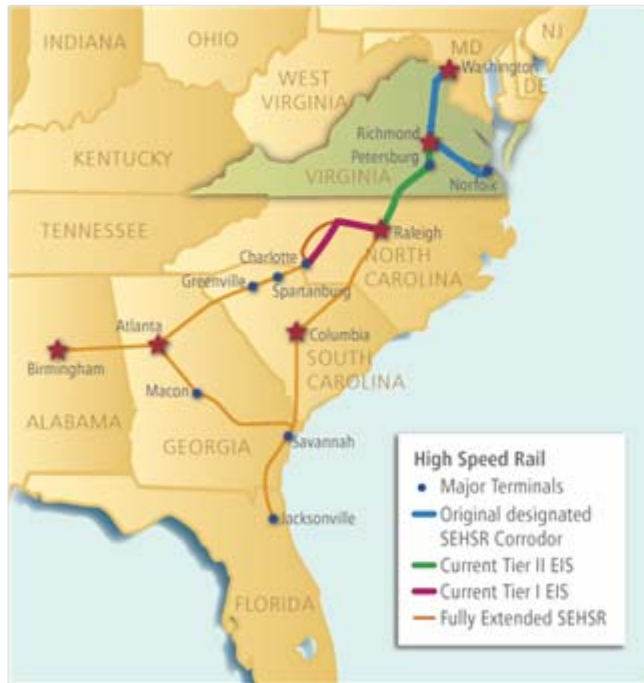 INDIANA
OHIO
MD
NJ
Washington
DE
WEST
VIRGINIA
Richmond
Petersburg
KENTUCKY
VIRGINIA
Norfolk
TENNESSEE
Raleigh
Charlotte
NORTH
CAROLINA
Greenville
Spartanburg
Atlanta
Columbia
Birmingham
SOUTH
CAROLINA
Macon
ALABAMA
GEORGIA
Savannah
High Speed Rail
Major Terminals
Original designated
SEHSR Corrodor
Current Tier II EIS
Current Tier I EIS
Fully Extended SEHSR
Jacksonville
FLORIDA